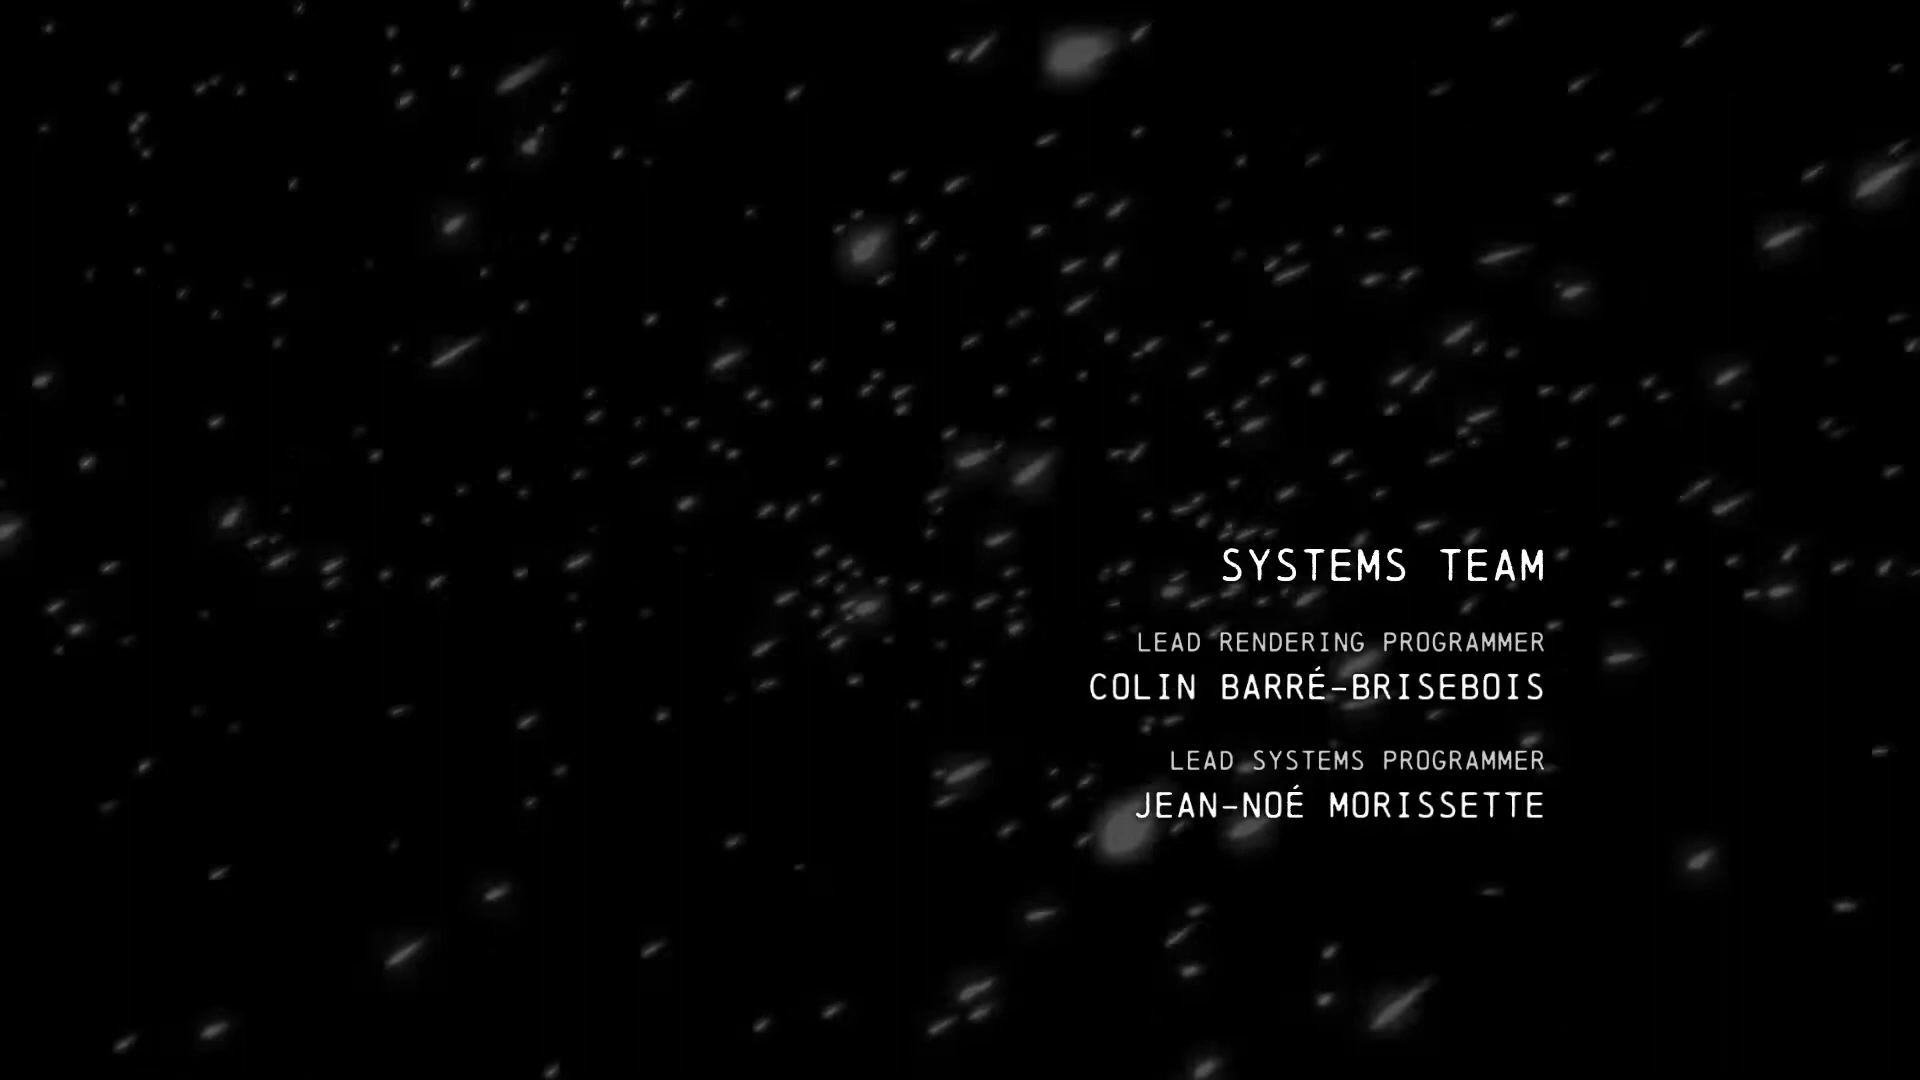 SYSTEMS TEAM
LEAD RENDERING PROGRAMMER
COLIN BARRÉ-BRISEBOIS
LEAD SYSTEMS PROGRAMMER
JEAN-NOÉ MORISSETTE